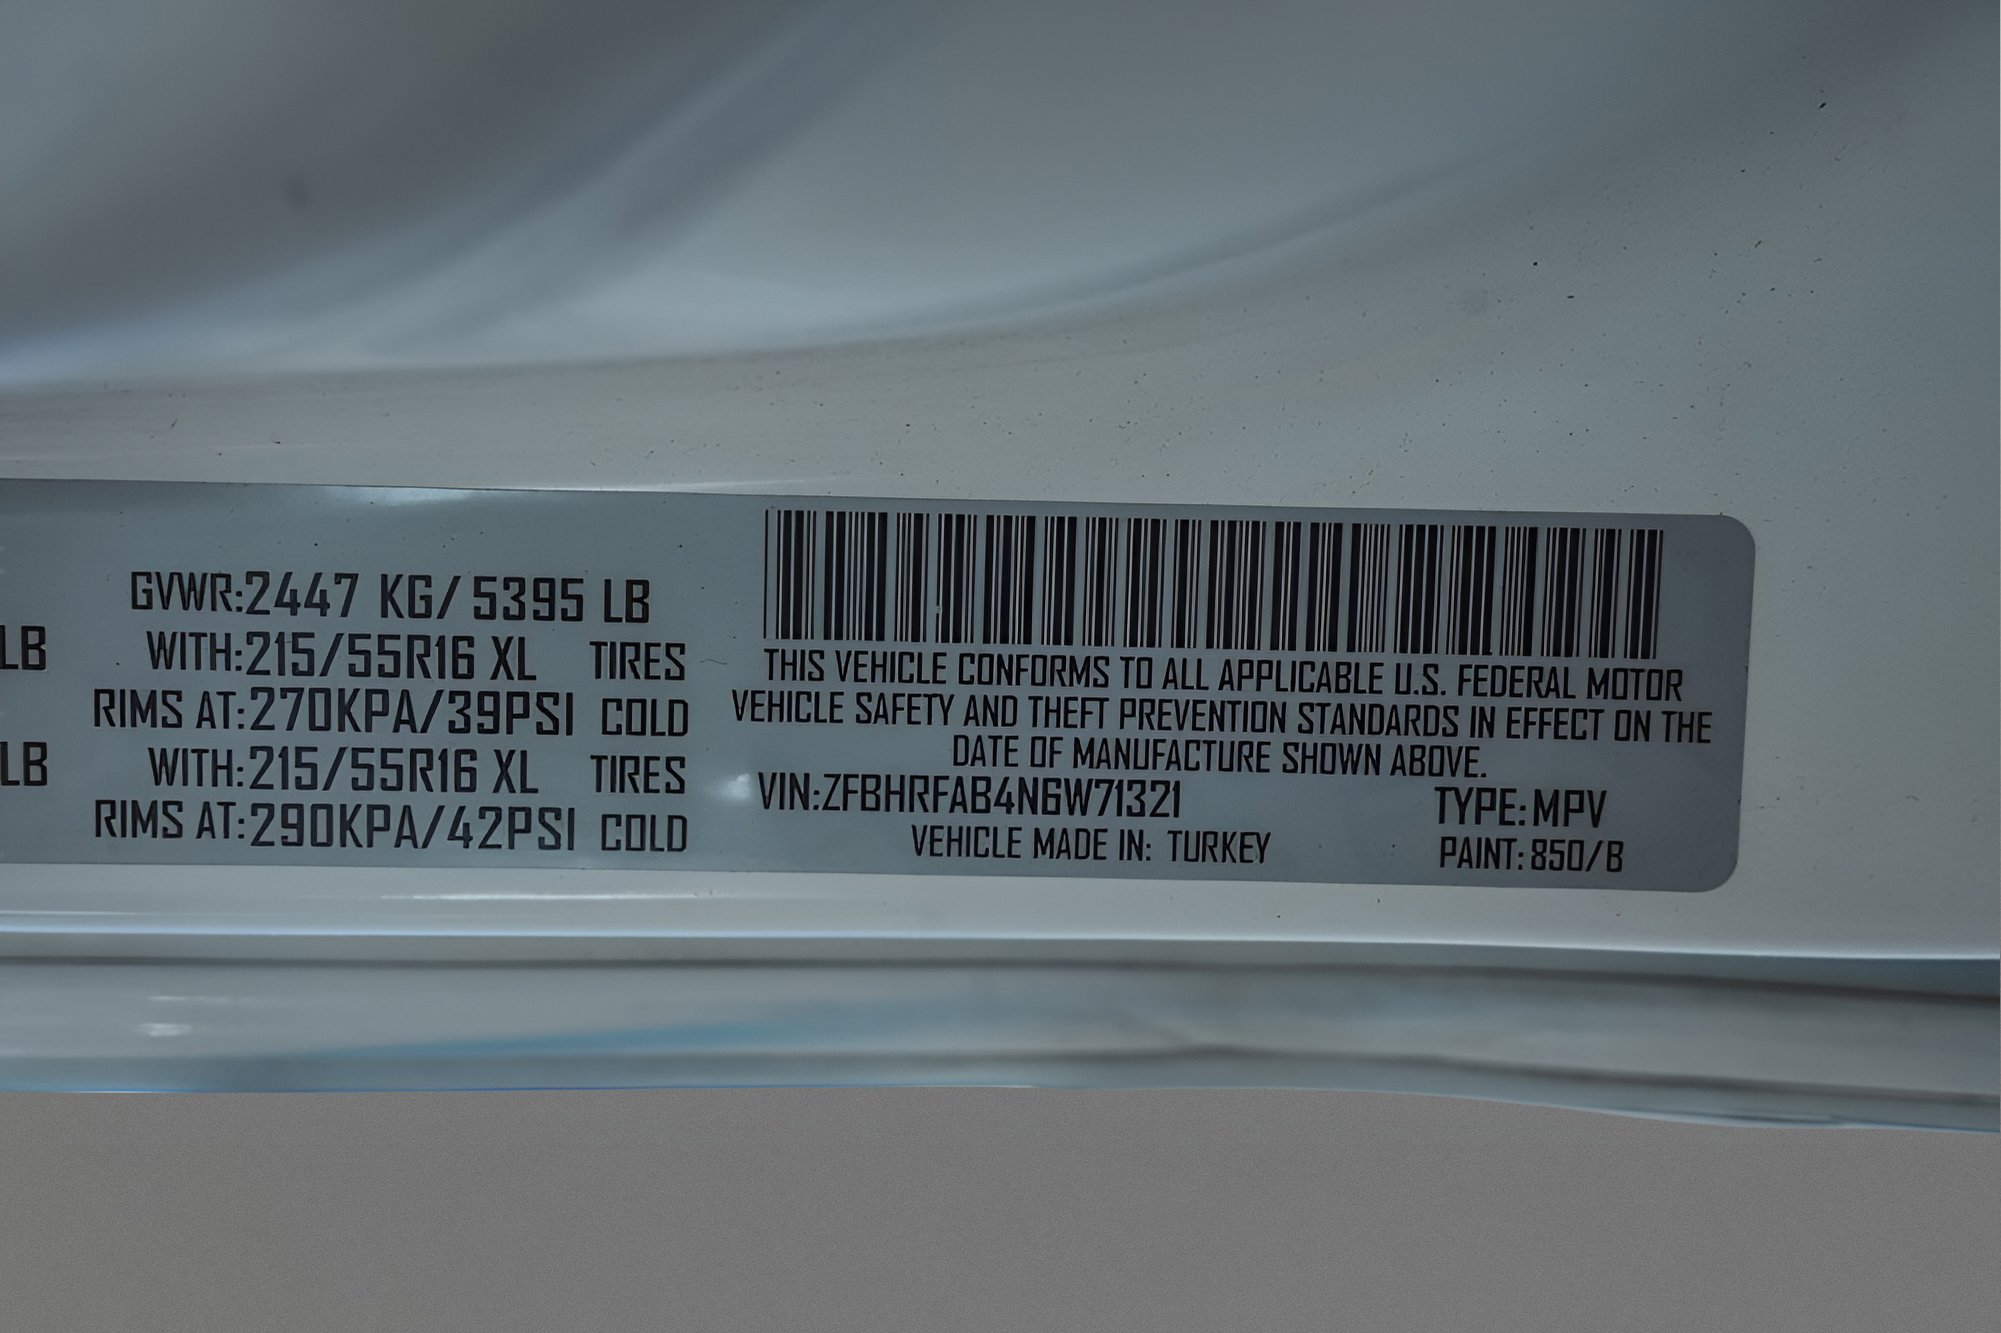 GVWR:2447 KG/ 5395 LB
LB WITH:215/55R16 XL TIRES
RIMS AT:270KPA/39PSI COLD
LB WITH:215/55R16 XL TIRES
RIMS AT:290KPA/42PSI COLD
THIS VEHICLE CONFORMS TO ALL APPLICABLE U.S. FEDERAL MOTOR
VEHICLE SAFETY AND THEFT PREVENTION STANDARDS IN EFFECT ON THE
DATE OF MANUFACTURE SHOWN ABOVE.
VIN:ZFBHRFAB4N6W71321 TYPE:MPV
VEHICLE MADE IN: TURKEY PAINT:850/B